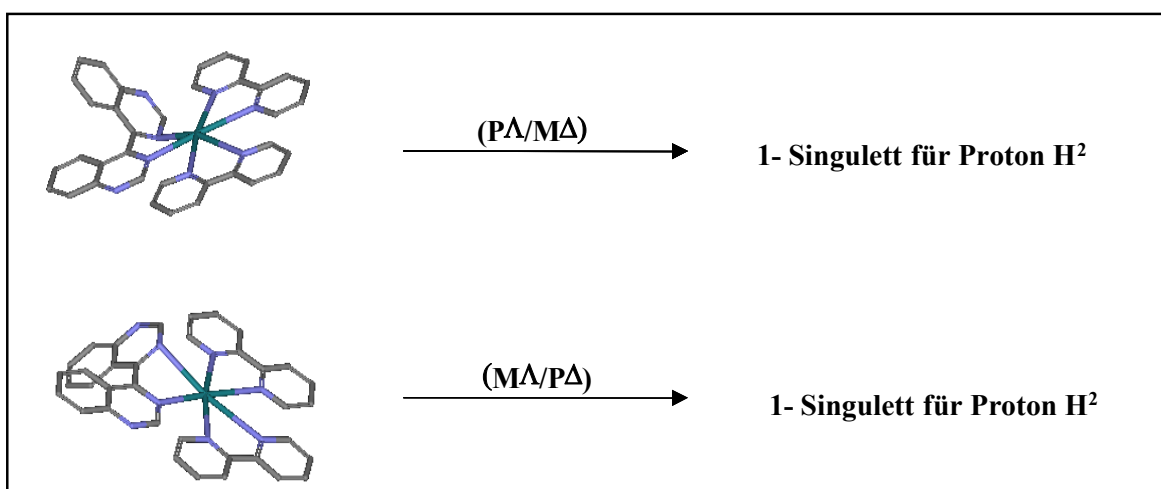 (PΛ/MΔ)
1- Singulett für Proton H²
(MΛ/PΔ)
1- Singulett für Proton H²